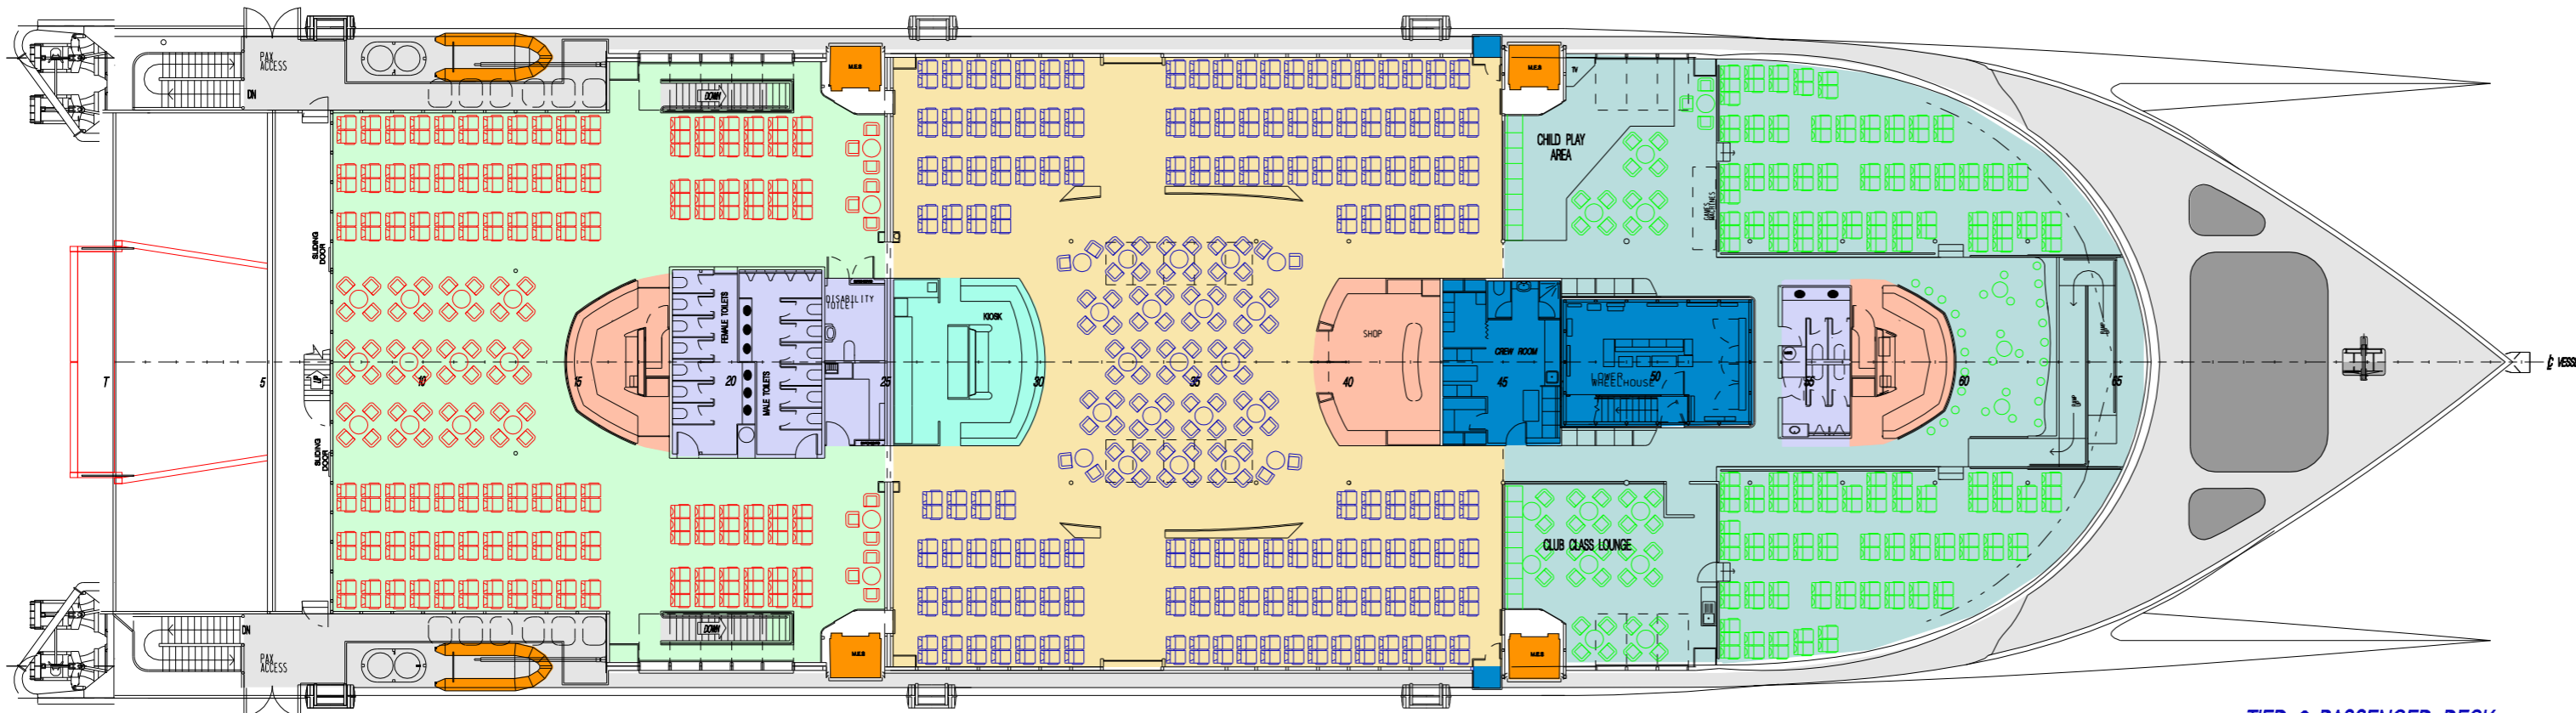 PAX
ACCESS
DN
DOWN
M.E.S
M.E.S
TV
CHILD PLAY
AREA
GAMES
MACHINES
SLIDING
DOOR
FEMALE TOILETS
MALE TOILETS
DISABILITY
TOILET
KIOSK
SHOP
CREW ROOM
LOWER
WHEELHOUSE
UP
T
5
10
15
20
25
30
35
40
45
50
55
60
65
SLIDING
DOOR
CLUB CLASS LOUNGE
DN
DOWN
PAX
ACCESS
M.E.S
M.E.S
PASSENGER DECK